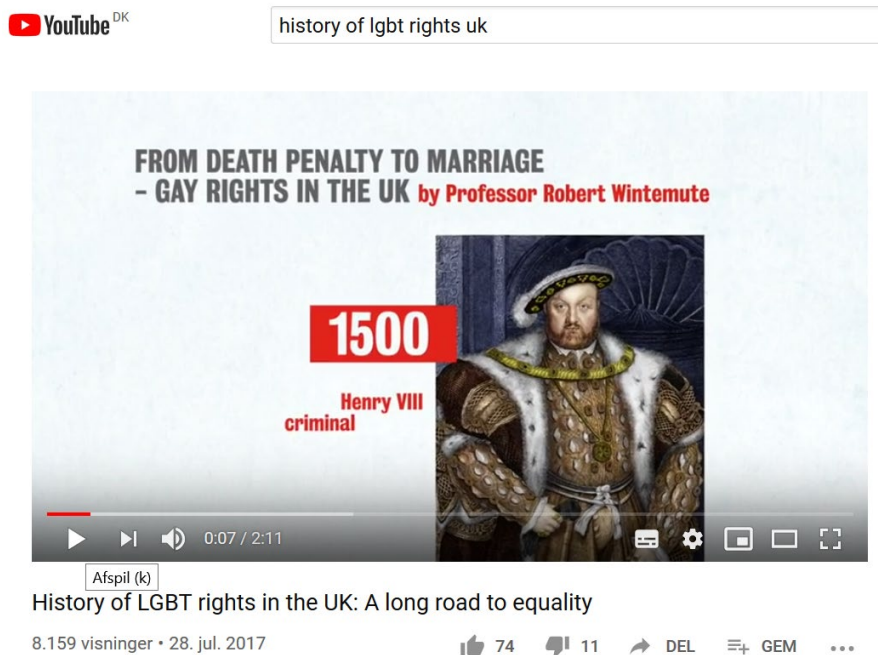 YouTube DK
history of lgbt rights uk
FROM DEATH PENALTY TO MARRIAGE
– GAY RIGHTS IN THE UK by Professor Robert Wintemute
1500
Henry VIII
criminal
0:07 / 2:11
Afspil (k)
History of LGBT rights in the UK: A long road to equality
8.159 visninger • 28. jul. 2017 74 11 DEL GEM